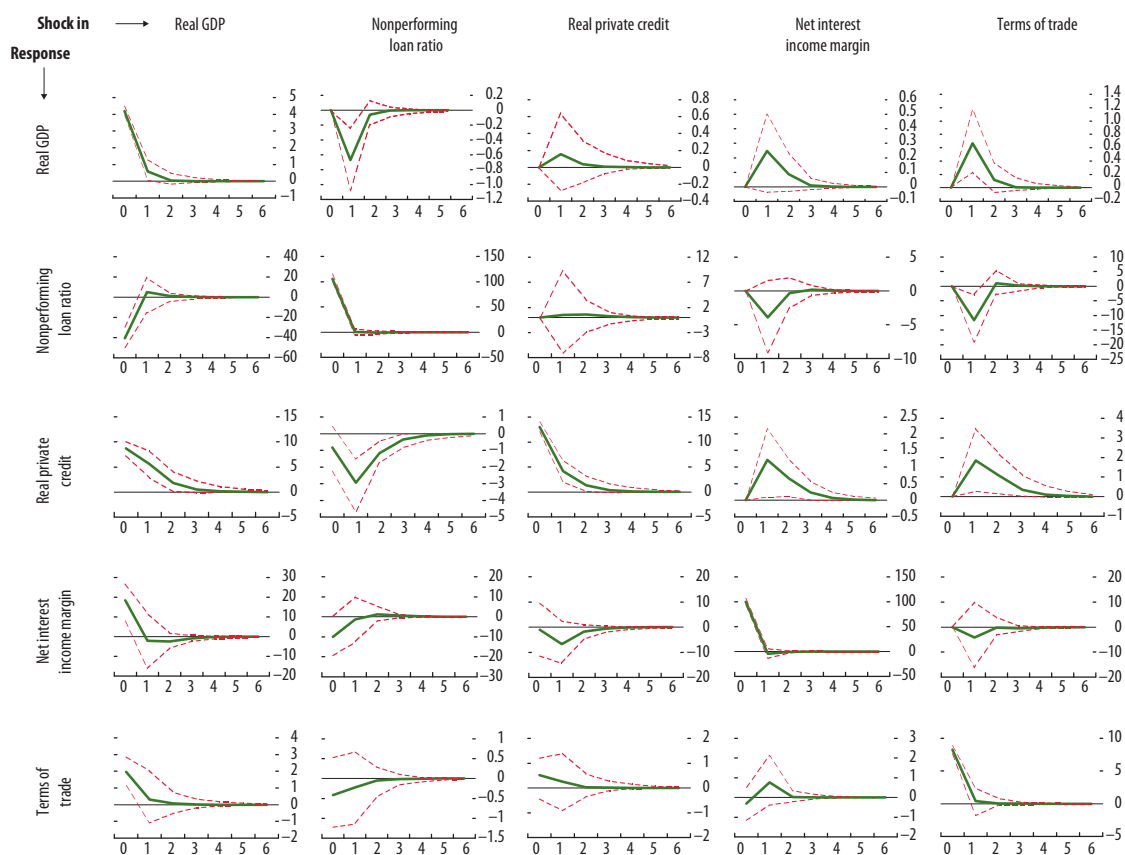 Shock in
Real GDP
Nonperforming
loan ratio
Real private credit
Net interest
income margin
Terms of trade
Response
Real GDP
5 4 3 2 1 0 –1
0 1 2 3 4 5 6
0.2 0 –0.2 –0.4 –0.6 –0.8 –1.0 –1.2
0 1 2 3 4 5 6
0.8 0.6 0.4 0.2 0 –0.2 –0.4
0 1 2 3 4 5 6
0.6 0.5 0.4 0.3 0.2 0.1 0 –0.1
0 1 2 3 4 5 6
1.4 1.2 1.0 0.8 0.6 0.4 0.2 0 –0.2
0 1 2 3 4 5 6
Nonperforming
loan ratio
40 20 0 –20 –40 –60
0 1 2 3 4 5 6
150 100 50 0 –50
0 1 2 3 4 5 6
12 7 2 –3 –8
0 1 2 3 4 5 6
5 0 –5 –10
0 1 2 3 4 5 6
10 5 0 –5 –10 –15 –20 –25
0 1 2 3 4 5 6
Real private
credit
15 10 5 0 –5
0 1 2 3 4 5 6
1 0 –1 –2 –3 –4 –5
0 1 2 3 4 5 6
15 10 5 0 –5
0 1 2 3 4 5 6
2.5 2 1.5 1 0.5 0 –0.5
0 1 2 3 4 5 6
4 3 2 1 0 –1
0 1 2 3 4 5 6
Net interest
income margin
30 20 10 0 –10 –20
0 1 2 3 4 5 6
20 10 0 –10 –20 –30
0 1 2 3 4 5 6
20 10 0 –10 –20
0 1 2 3 4 5 6
150 100 50 0 –50
0 1 2 3 4 5 6
20 10 0 –10 –20
0 1 2 3 4 5 6
Terms of
trade
4 3 2 1 0 –1 –2
0 1 2 3 4 5 6
1 0.5 0 –0.5 –1 –1.5
0 1 2 3 4 5 6
2 1 0 –1 –2
0 1 2 3 4 5 6
3 2 1 0 –1 –2
0 1 2 3 4 5 6
10 5 0 –5
0 1 2 3 4 5 6